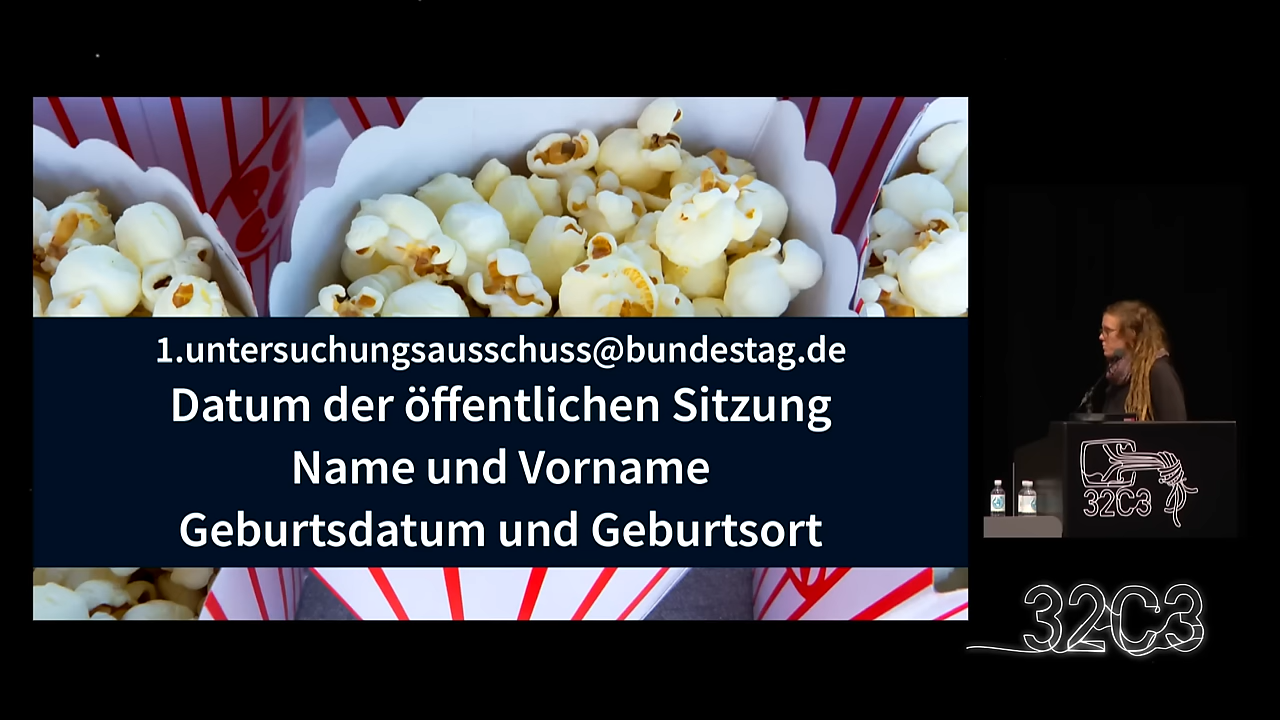 1.untersuchungsausschuss@bundestag.de
Datum der öffentlichen Sitzung
Name und Vorname
Geburtsdatum und Geburtsort
32C3
32C3